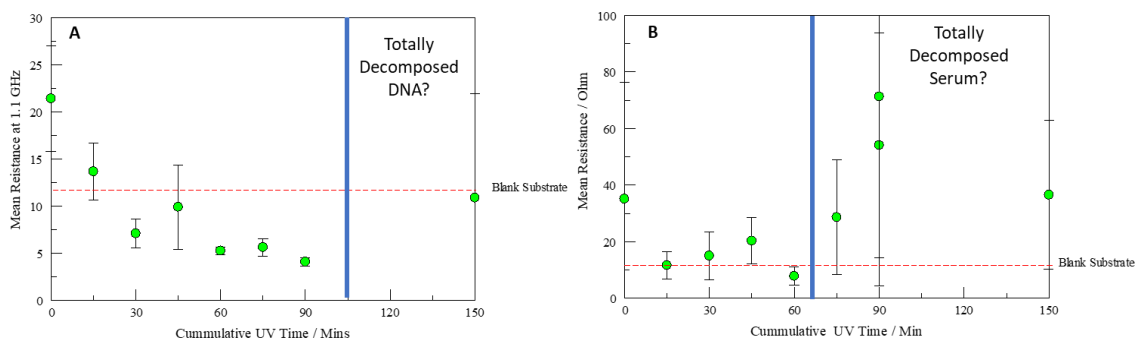 A
Totally
Decomposed
DNA?
30
25
20
15
10
5
0
Mean Reistance at 1.1 GHz
Blank Substrate
0
30
60
90
120
150
Cummulative UV Time / Mins
B
Totally
Decomposed
Serum?
100
80
60
40
20
0
Mean Resistance / Ohm
Blank Substrate
0
30
60
90
120
150
Cummulative UV Time / Min